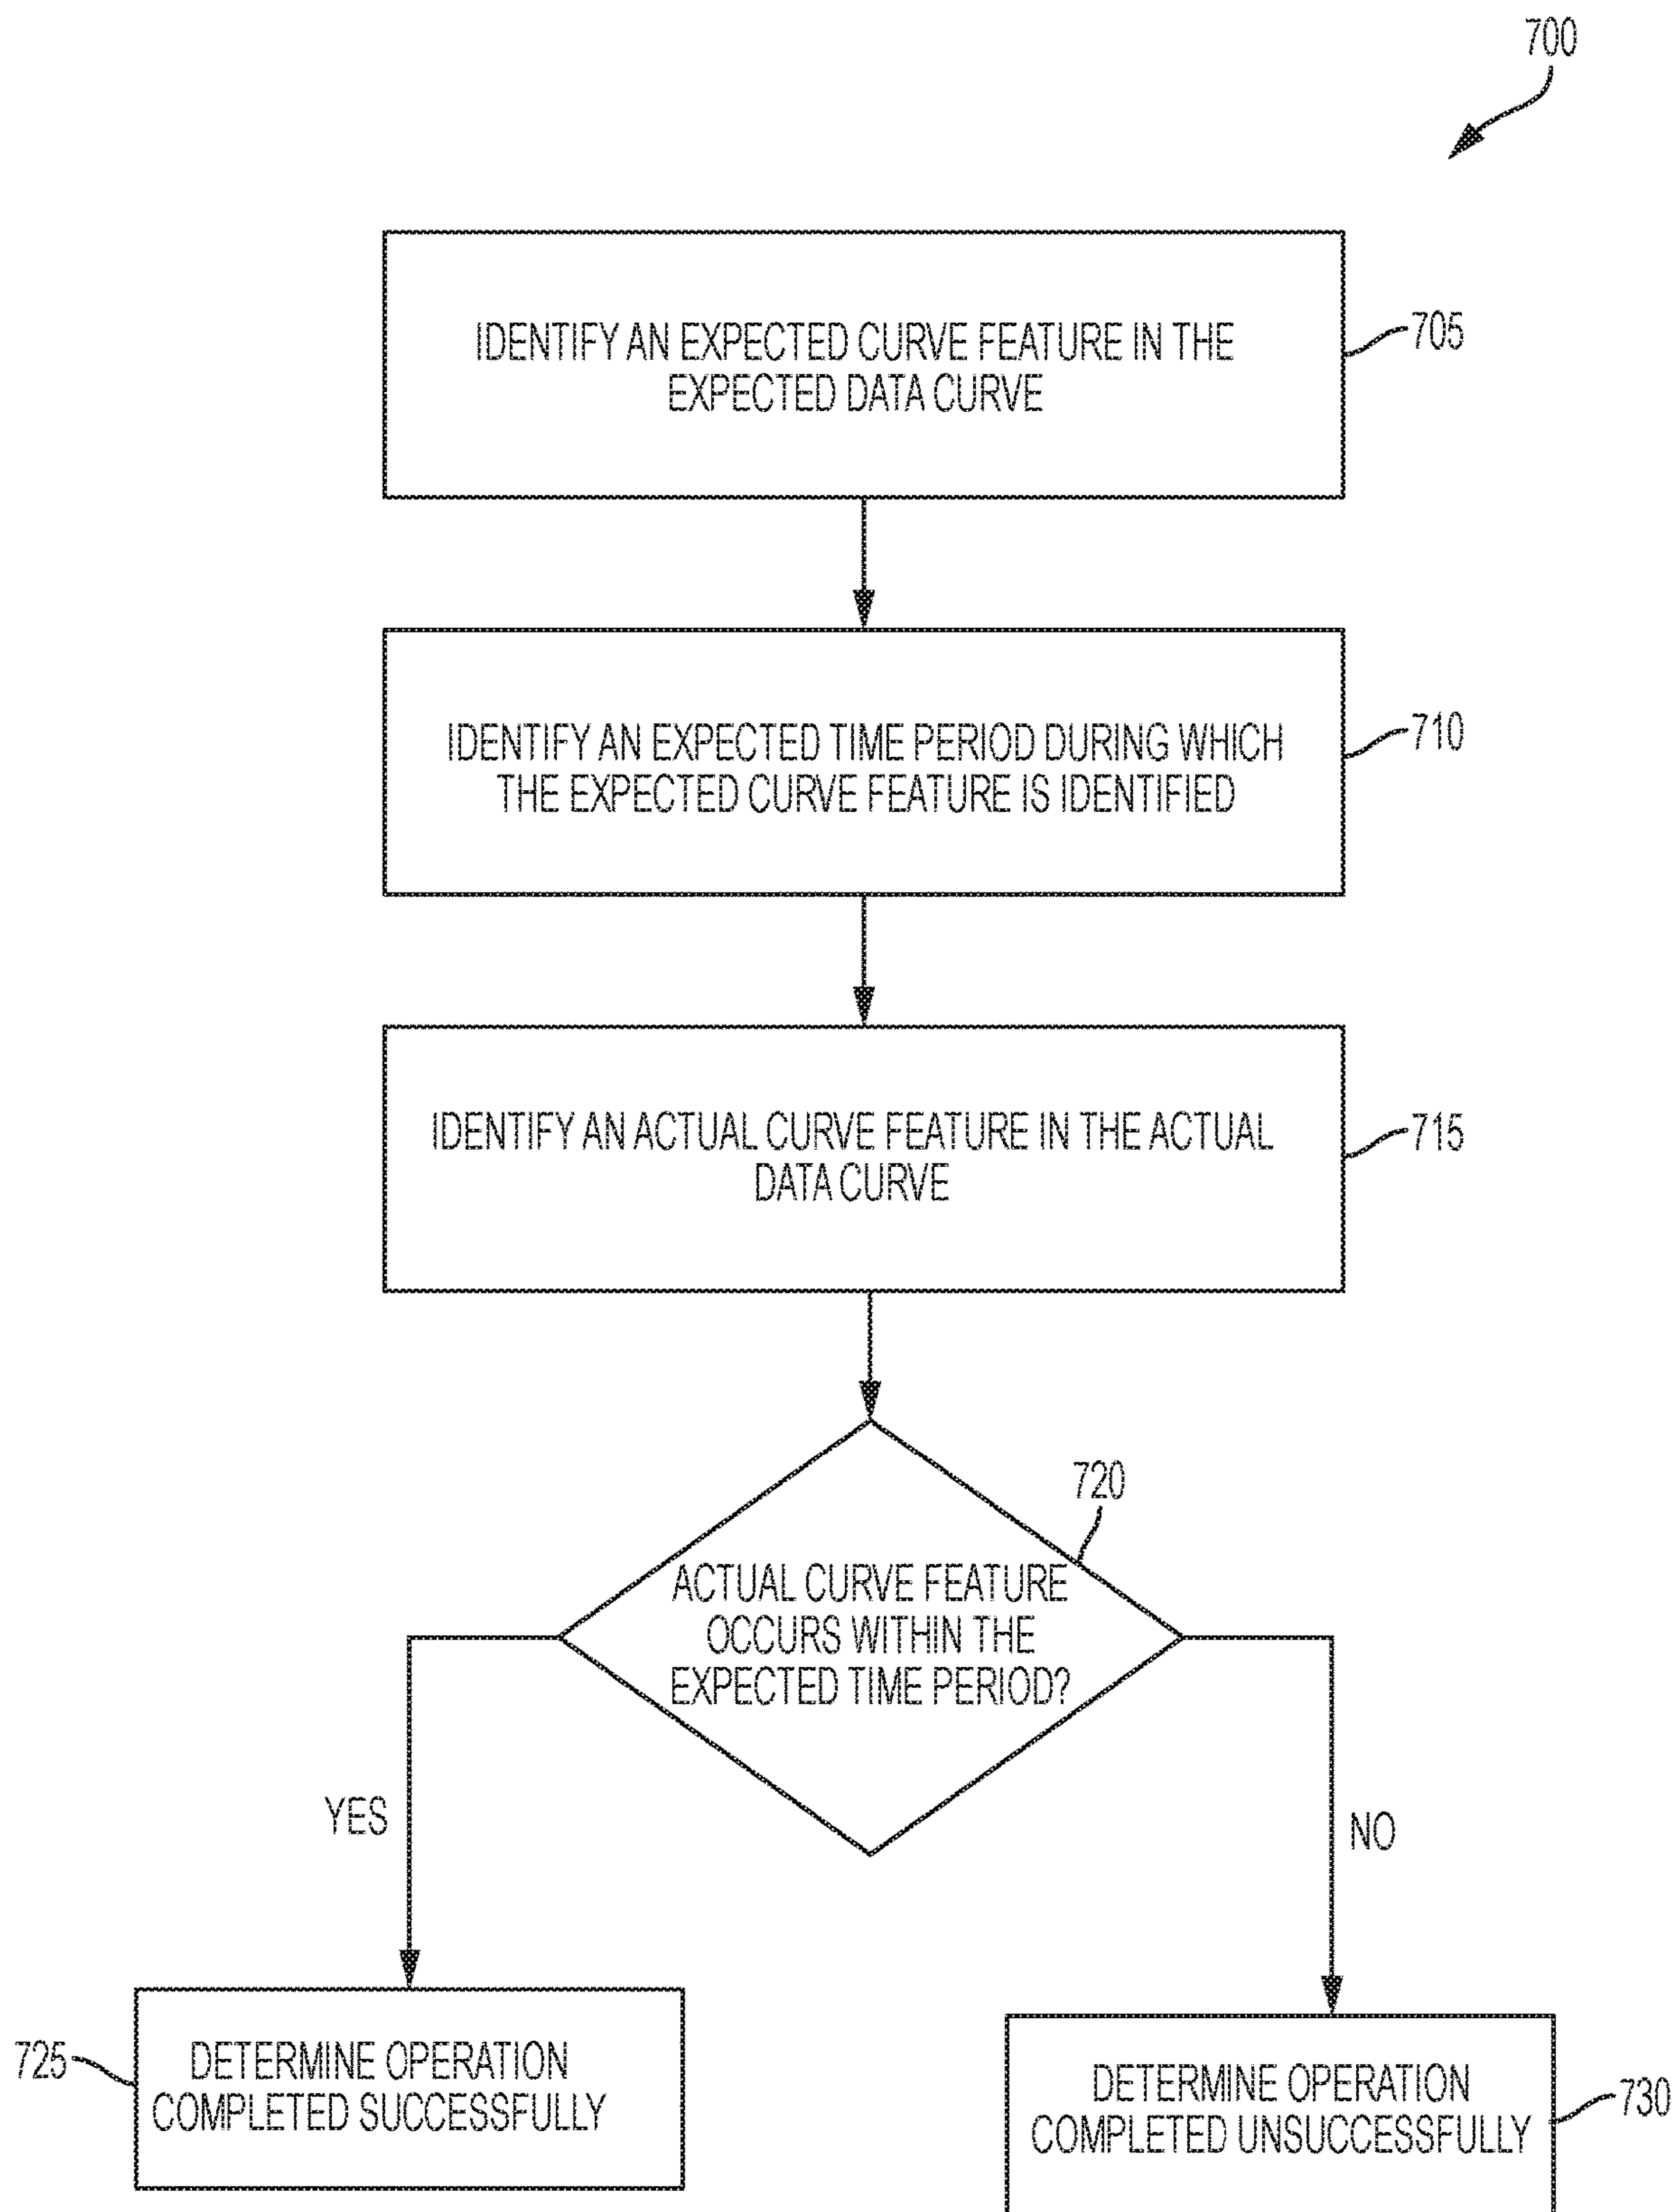 700
IDENTIFY AN EXPECTED CURVE FEATURE IN THE
EXPECTED DATA CURVE
705
IDENTIFY AN EXPECTED TIME PERIOD DURING WHICH
THE EXPECTED CURVE FEATURE IS IDENTIFIED
710
IDENTIFY AN ACTUAL CURVE FEATURE IN THE ACTUAL
DATA CURVE
715
720
ACTUAL CURVE FEATURE
OCCURS WITHIN THE
EXPECTED TIME PERIOD?
YES
NO
725
DETERMINE OPERATION
COMPLETED SUCCESSFULLY
DETERMINE OPERATION
COMPLETED UNSUCCESSFULLY
730